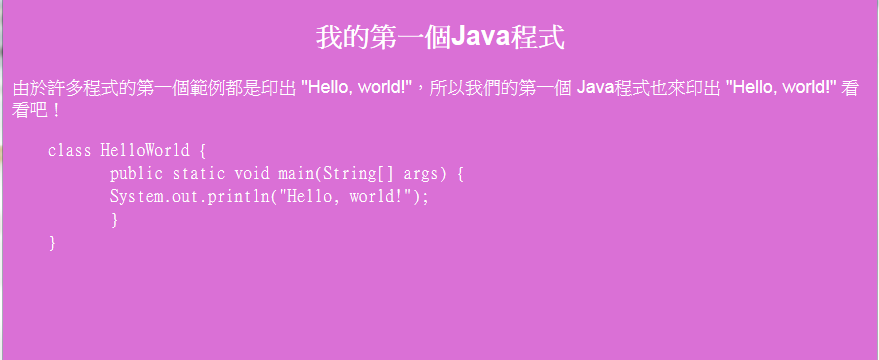 我的第一個Java程式
由於許多程式的第一個範例都是印出 "Hello, world!"，所以我們的第一個 Java程式也來印出 "Hello, world!" 看
看吧！
class HelloWorld {
public static void main(String[] args) {
System.out.println("Hello, world!");
}
}